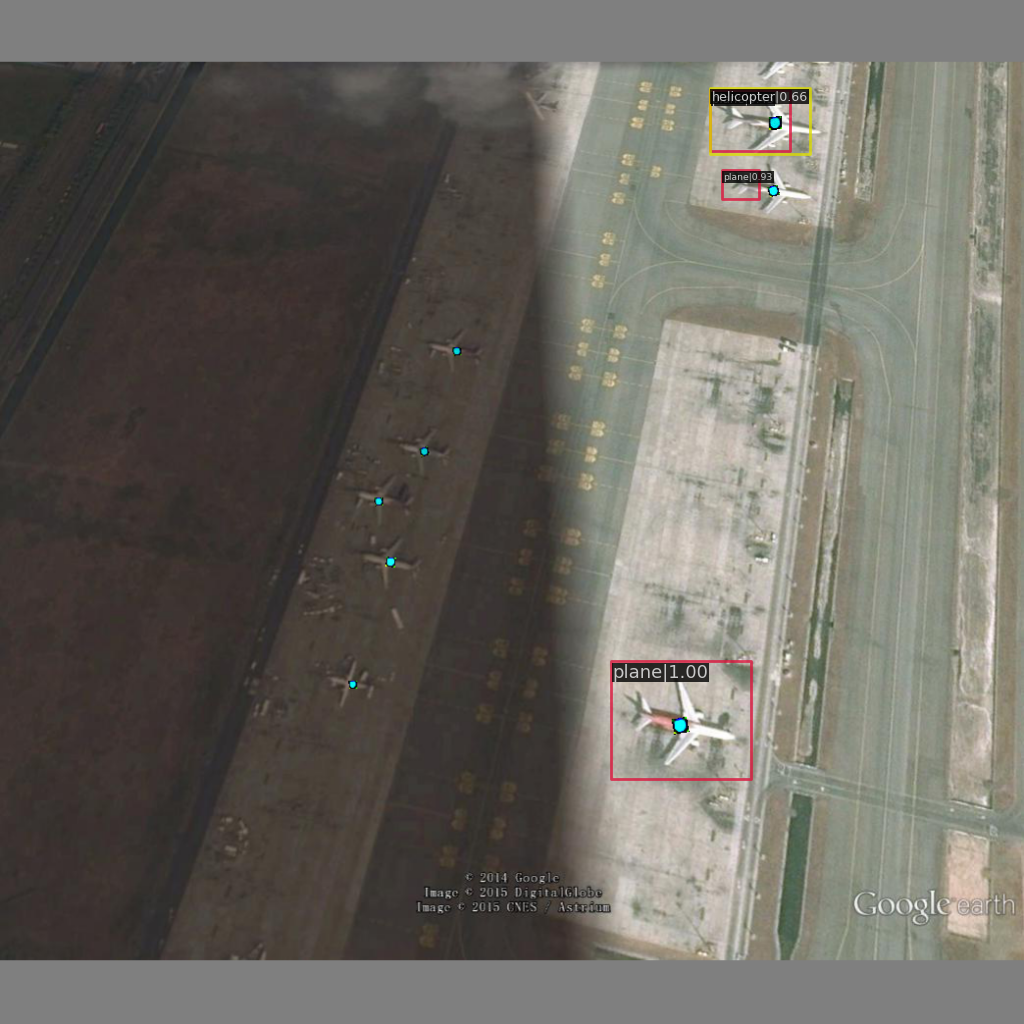 helicopter|0.66
plane|0.93
plane|1.00
© 2014 Google
Image © 2015 DigitalGlobe
Image © 2015 CNES / Astrium
Google earth